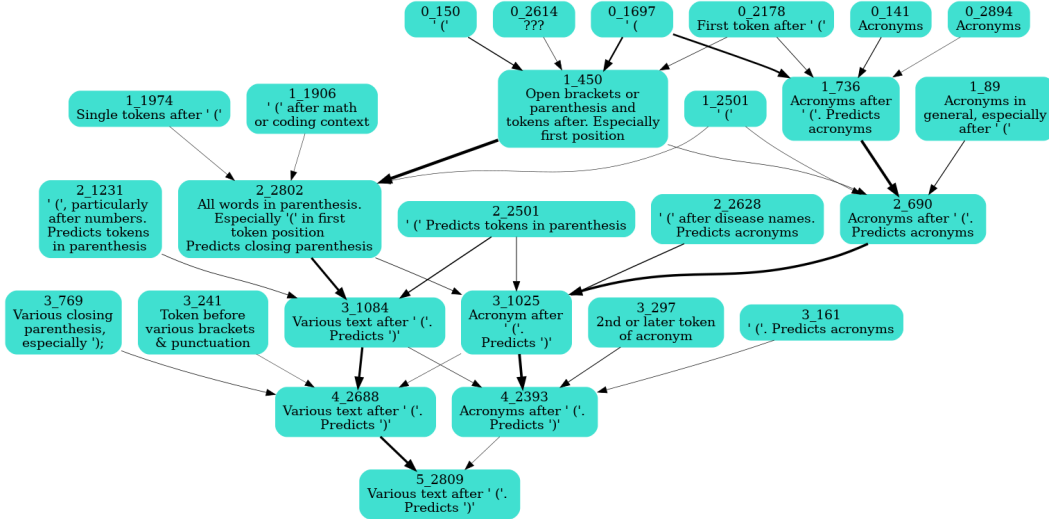 0_150
' ('
0_2614
???
0_1697
' (
0_2178
First token after ' ('
0_141
Acronyms
0_2894
Acronyms
1_1974
Single tokens after ' ('
1_1906
' (' after math
or coding context
1_450
Open brackets or
parenthesis and
tokens after. Especially
first position
1_2501
' ('
1_736
Acronyms after
' ('. Predicts
acronyms
1_89
Acronyms in
general, especially
after ' ('
2_1231
' (', particularly
after numbers.
Predicts tokens
in parenthesis
2_2802
All words in parenthesis.
Especially '(' in first
token position
Predicts closing parenthesis
2_2501
' (' Predicts tokens in parenthesis
2_2628
' (' after disease names.
Predicts acronyms
2_690
Acronyms after ' ('.
Predicts acronyms
3_769
Various closing
parenthesis,
especially ');
3_241
Token before
various brackets
& punctuation
3_1084
Various text after ' ('.
Predicts ')'
3_1025
Acronym after
' ('.
Predicts ')'
3_297
2nd or later token
of acronym
3_161
' ('. Predicts acronyms
4_2688
Various text after ' ('.
Predicts ')'
4_2393
Acronyms after ' ('.
Predicts ')'
5_2809
Various text after ' ('.
Predicts ')'